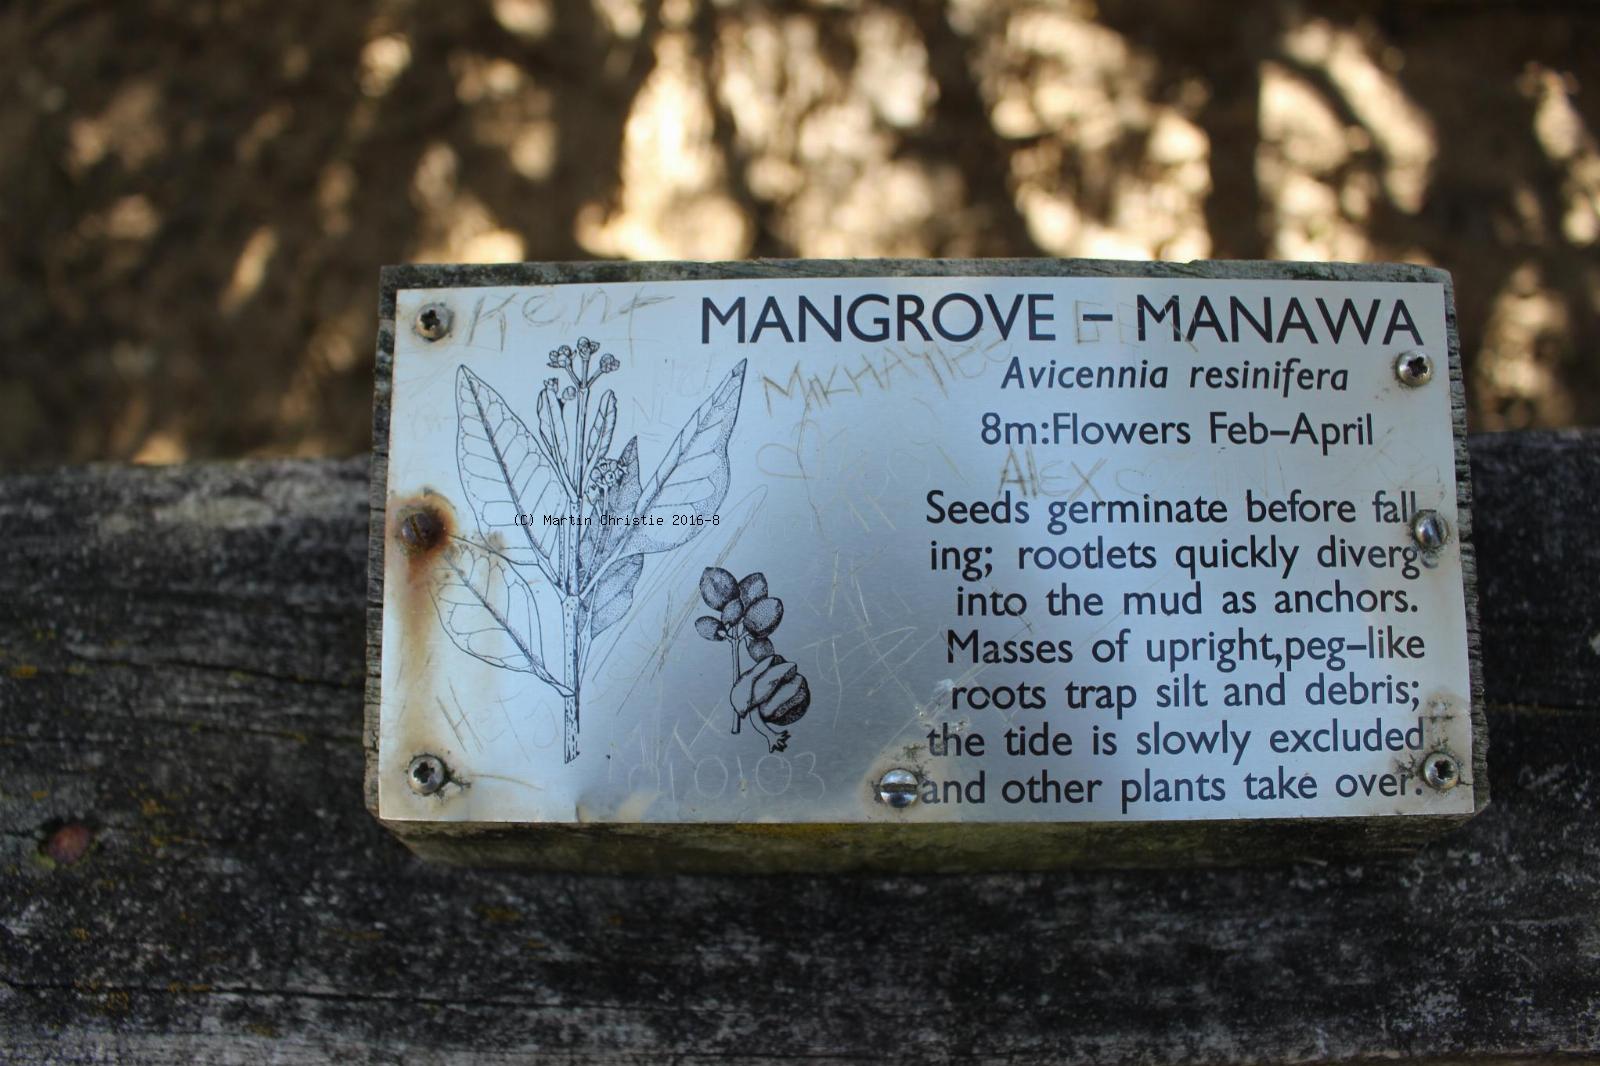 Kent
MANGROVE – MANAWA
MIKHAYLEE
Avicennia resinifera
8m:Flowers Feb–April
ALEX
Seeds germinate before fall
ing; rootlets quickly diverge
into the mud as anchors.
Masses of upright,peg–like
roots trap silt and debris;
the tide is slowly excluded
and other plants take over.
(C) Martin Christie 2016-8